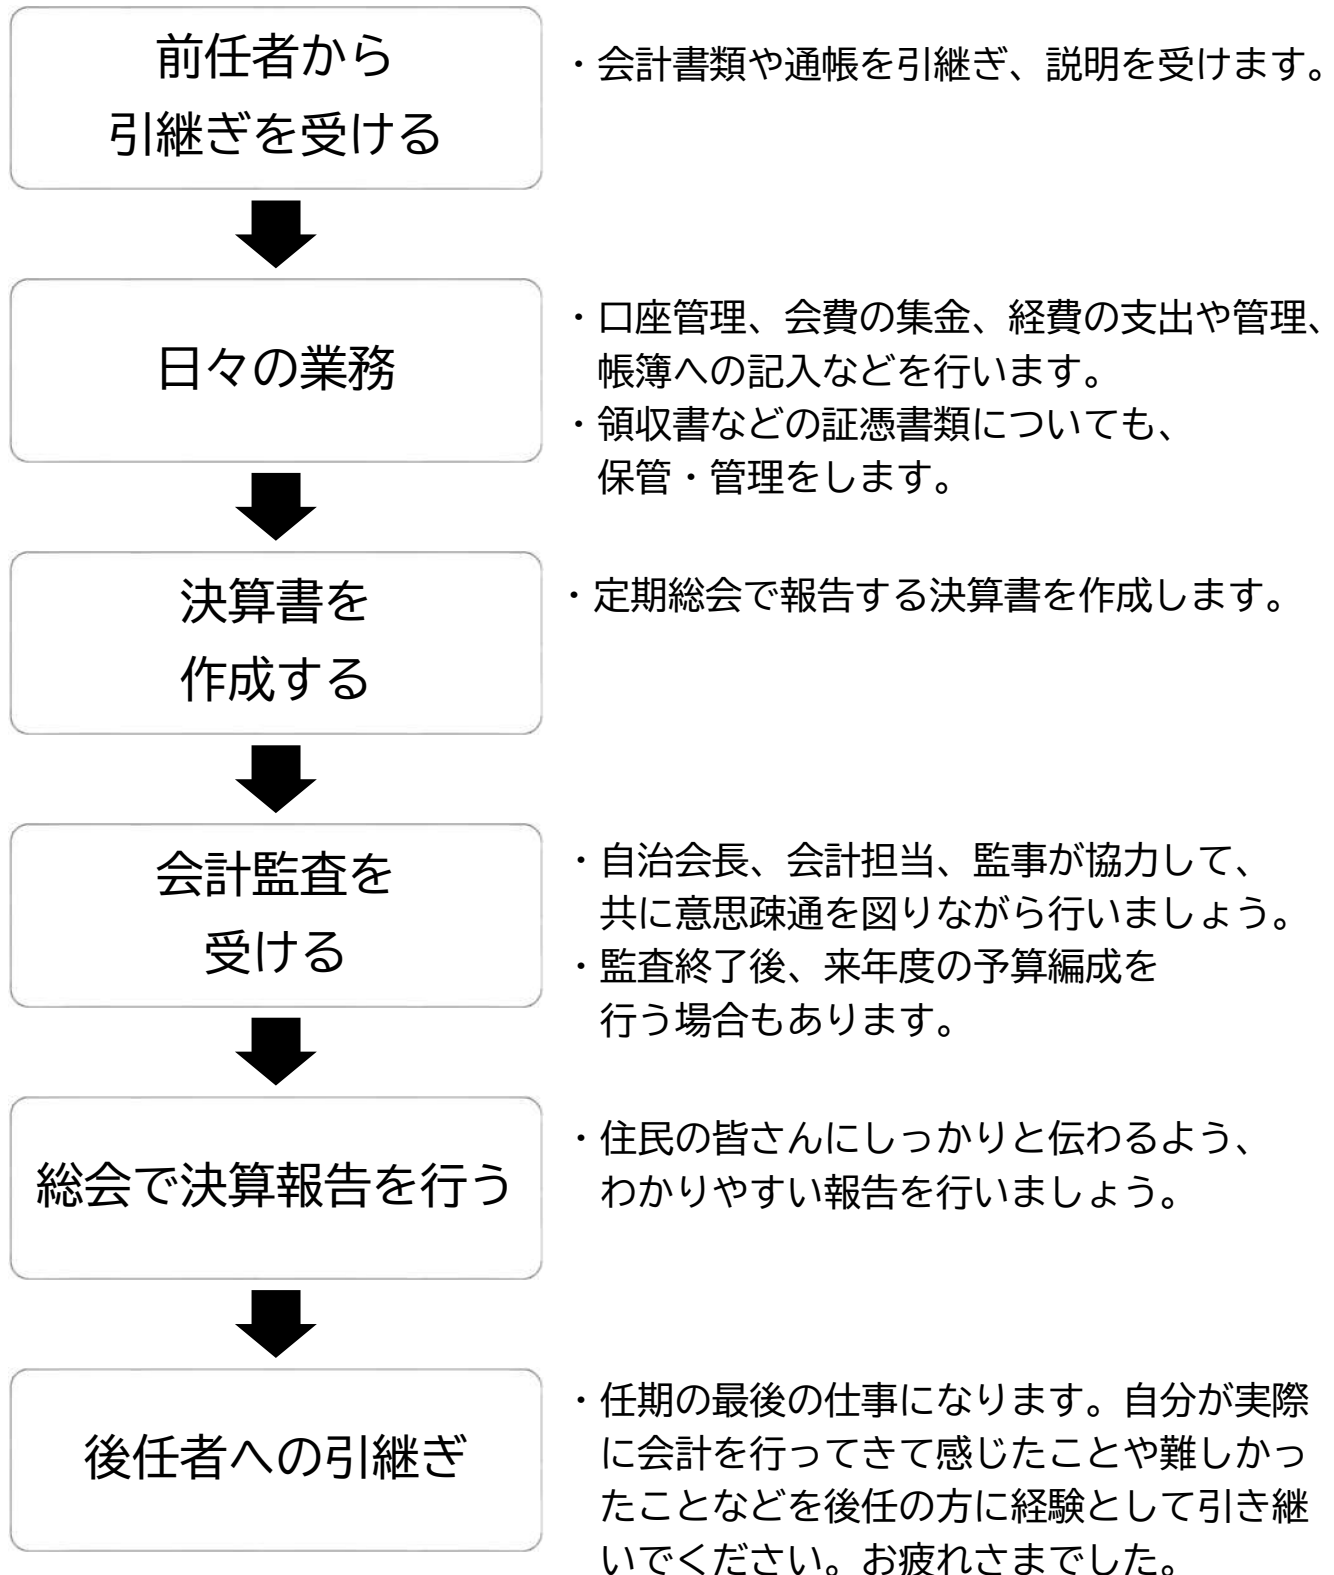 前任者から
引継ぎを受ける
・会計書類や通帳を引継ぎ、説明を受けます。
日々の業務
・口座管理、会費の集金、経費の支出や管理、
帳簿への記入などを行います。
・領収書などの証憑書類についても、
保管・管理をします。
決算書を
作成する
・定期総会で報告する決算書を作成します。
会計監査を
受ける
・自治会長、会計担当、監事が協力して、
共に意思疎通を図りながら行いましょう。
・監査終了後、来年度の予算編成を
行う場合もあります。
総会で決算報告を行う
・住民の皆さんにしっかりと伝わるよう、
わかりやすい報告を行いましょう。
後任者への引継ぎ
・任期の最後の仕事になります。自分が実際
に会計を行ってきて感じたことや難しかっ
たことなどを後任の方に経験として引き継
いでください。お疲れさまでした。